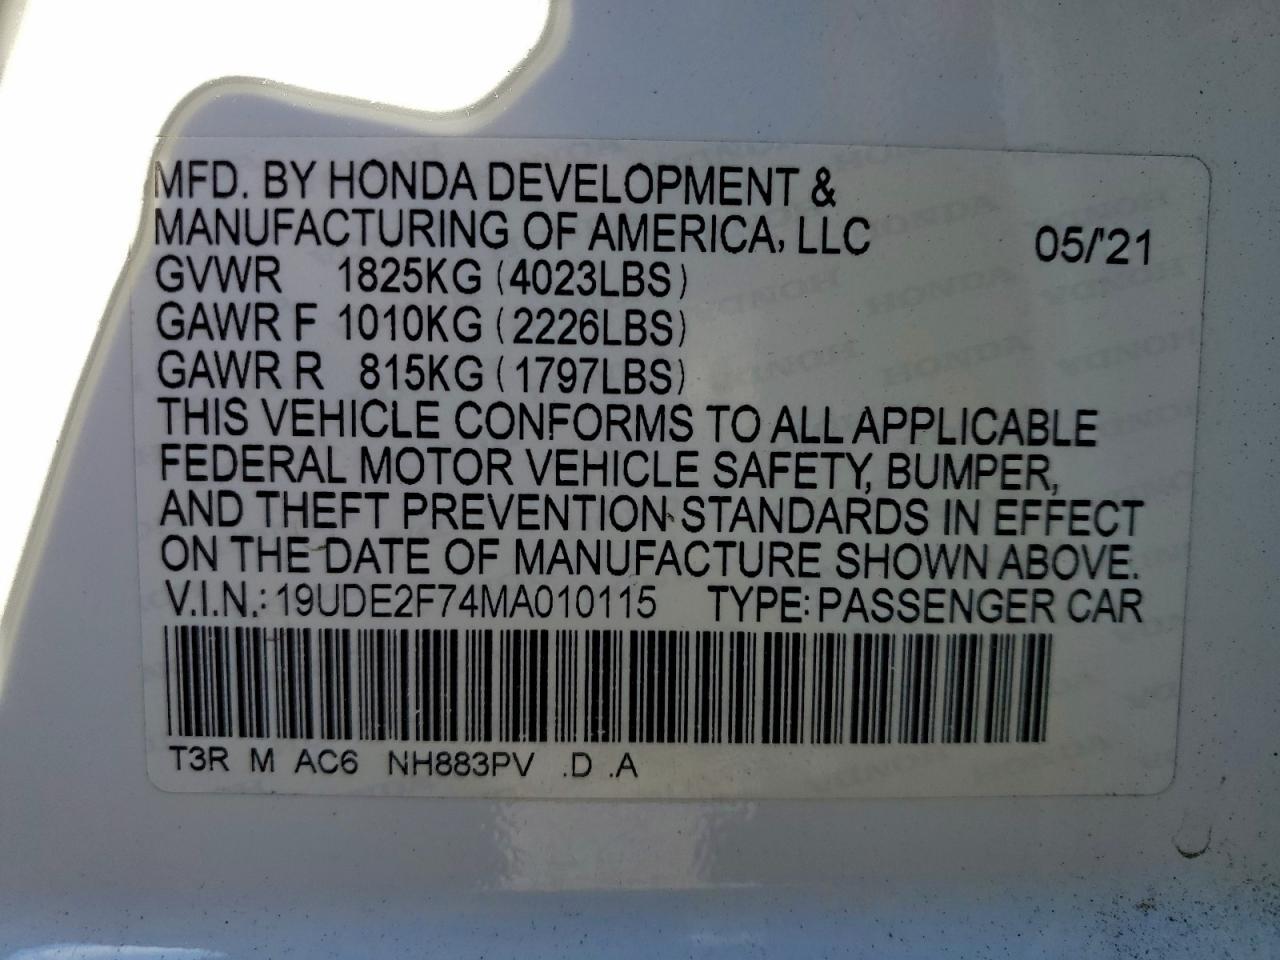 MFD. BY HONDA DEVELOPMENT &
MANUFACTURING OF AMERICA, LLC 05/'21
GVWR 1825KG (4023LBS)
GAWR F 1010KG (2226LBS)
GAWR R 815KG (1797LBS)
THIS VEHICLE CONFORMS TO ALL APPLICABLE
FEDERAL MOTOR VEHICLE SAFETY, BUMPER,
AND THEFT PREVENTION STANDARDS IN EFFECT
ON THE DATE OF MANUFACTURE SHOWN ABOVE.
V.I.N.: 19UDE2F74MA010115 TYPE: PASSENGER CAR
T3R M AC6 NH883PV .D .A